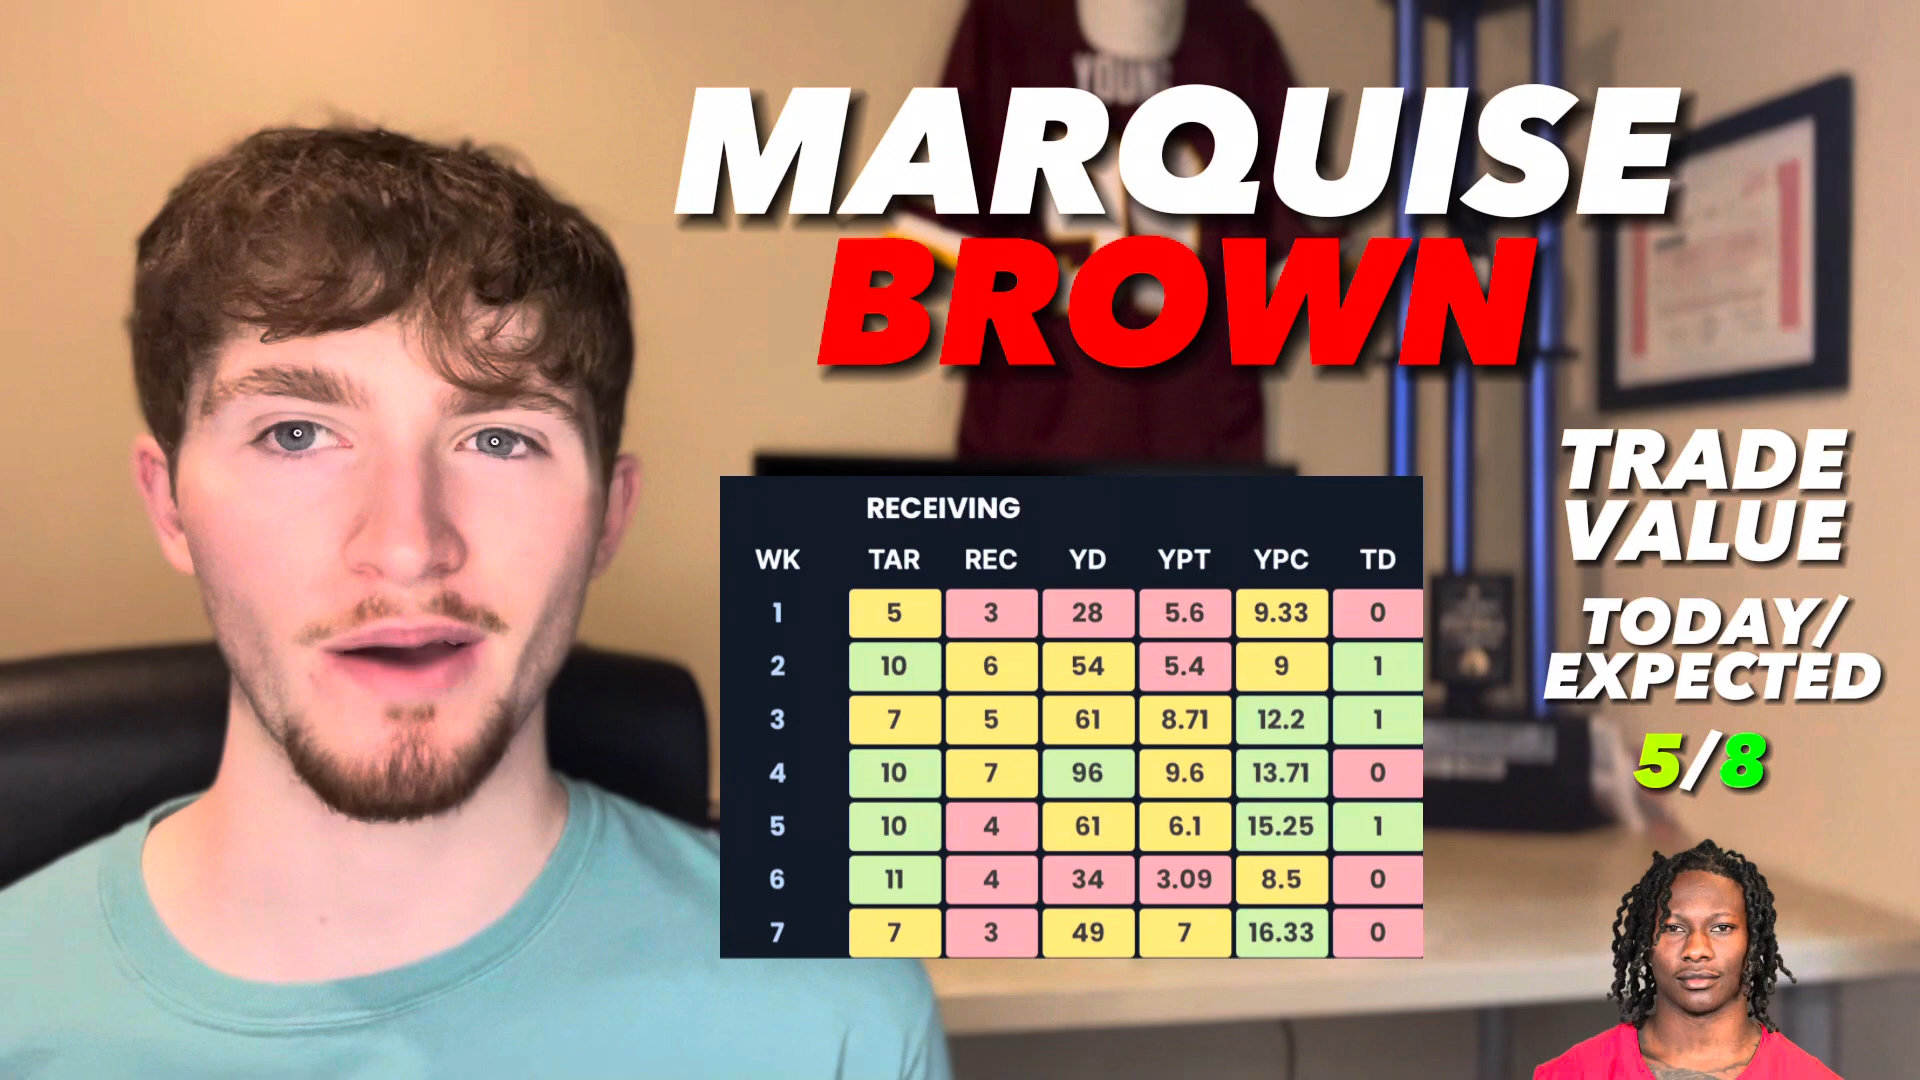 YOUNG
MARQUISE
BROWN
TRADE
VALUE
TODAY/
EXPECTED
5/8
RECEIVING
WK TAR REC YD YPT YPC TD
1 5 3 28 5.6 9.33 0
2 10 6 54 5.4 9 1
3 7 5 61 8.71 12.2 1
4 10 7 96 9.6 13.71 0
5 10 4 61 6.1 15.25 1
6 11 4 34 3.09 8.5 0
7 7 3 49 7 16.33 0